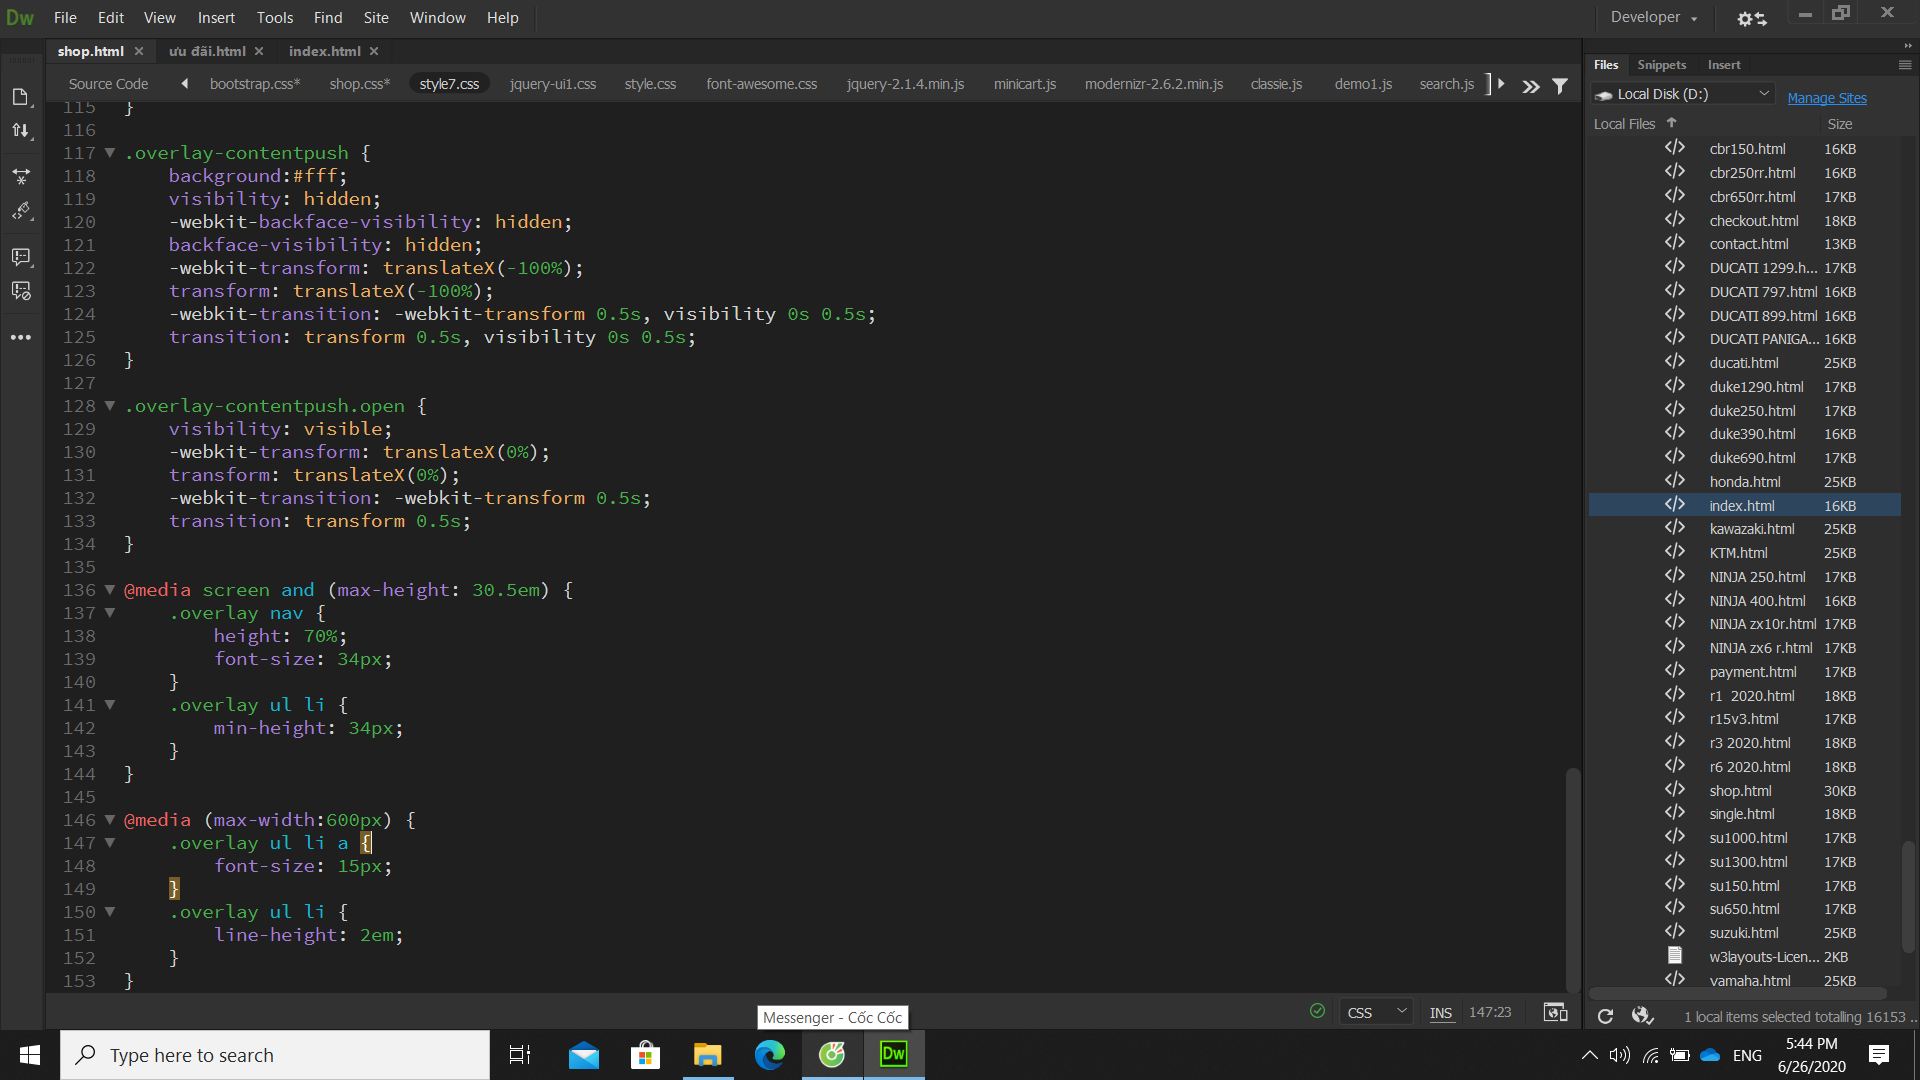 Dw File Edit View Insert Tools Find Site Window Help Developer
shop.html × ưu đãi.html × index.html ×
Source Code bootstrap.css* shop.css* style7.css jquery-ui1.css style.css font-awesome.css jquery-2.1.4.min.js minicart.js modernizr-2.6.2.min.js classie.js demo1.js search.js
115 }
116
117 .overlay-contentpush {
118 background:#fff;
119 visibility: hidden;
120 -webkit-backface-visibility: hidden;
121 backface-visibility: hidden;
122 -webkit-transform: translateX(-100%);
123 transform: translateX(-100%);
124 -webkit-transition: -webkit-transform 0.5s, visibility 0s 0.5s;
125 transition: transform 0.5s, visibility 0s 0.5s;
126 }
127
128 .overlay-contentpush.open {
129 visibility: visible;
130 -webkit-transform: translateX(0%);
131 transform: translateX(0%);
132 -webkit-transition: -webkit-transform 0.5s;
133 transition: transform 0.5s;
134 }
135
136 @media screen and (max-height: 30.5em) {
137 .overlay nav {
138 height: 70%;
139 font-size: 34px;
140 }
141 .overlay ul li {
142 min-height: 34px;
143 }
144 }
145
146 @media (max-width:600px) {
147 .overlay ul li a {
148 font-size: 15px;
149 }
150 .overlay ul li {
151 line-height: 2em;
152 }
153 }
CSS INS 147:23
Files Snippets Insert
Local Disk (D:) Manage Sites
Local Files Size
cbr150.html 16KB
cbr250rr.html 16KB
cbr650rr.html 17KB
checkout.html 18KB
contact.html 13KB
DUCATI 1299.h... 17KB
DUCATI 797.html 16KB
DUCATI 899.html 16KB
DUCATI PANIGA... 16KB
ducati.html 25KB
duke1290.html 17KB
duke250.html 17KB
duke390.html 16KB
duke690.html 17KB
honda.html 25KB
index.html 16KB
kawazaki.html 25KB
KTM.html 25KB
NINJA 250.html 17KB
NINJA 400.html 16KB
NINJA zx10r.html 17KB
NINJA zx6 r.html 17KB
payment.html 17KB
r1 2020.html 18KB
r15v3.html 17KB
r3 2020.html 18KB
r6 2020.html 18KB
shop.html 30KB
single.html 18KB
su1000.html 17KB
su1300.html 17KB
su150.html 17KB
su650.html 17KB
suzuki.html 25KB
w3layouts-Licen... 2KB
yamaha.html 25KB
1 local items selected totalling 16153 ..
Messenger - Cốc Cốc
Type here to search
Dw
ENG
5:44 PM
6/26/2020